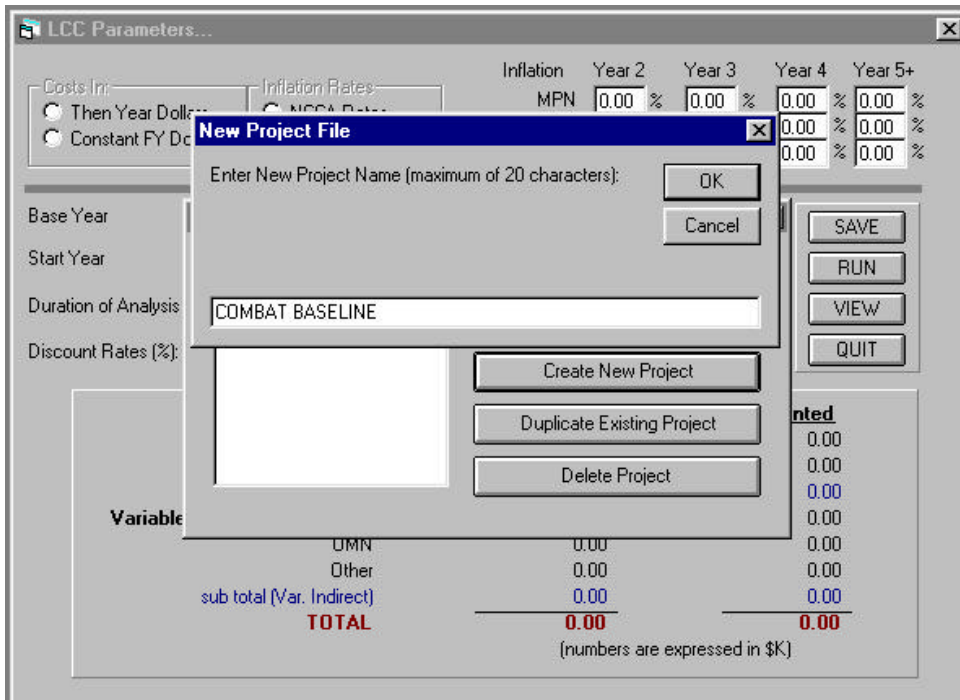 LCC Parameters...
Costs In:
Then Year
Constant FY
Inflation Rates
Inflation Year 2 Year 3 Year 4 Year 5+
MPN 0.00 % 0.00 % 0.00 % 0.00 %
0.00 % 0.00 %
0.00 % 0.00 %
New Project File
Enter New Project Name (maximum of 20 characters):
OK
Cancel
COMBAT BASELINE
Base Year
Start Year
Duration of Analysis
Discount Rates (%):
SAVE
RUN
VIEW
QUIT
Create New Project
Duplicate Existing Project
Delete Project
nted
0.00
0.00
0.00
Variable 0.00
OMN 0.00 0.00
Other 0.00 0.00
sub total (Var. Indirect) 0.00 0.00
TOTAL 0.00 0.00
(numbers are expressed in $K)